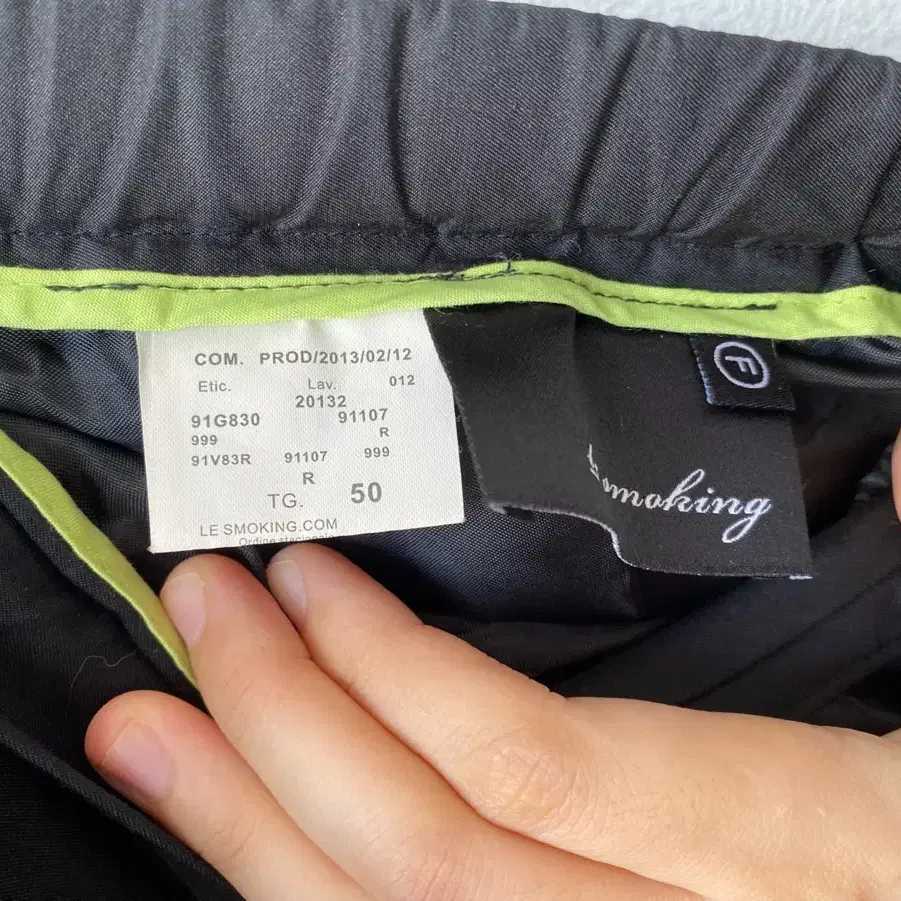 COM. PROD/2013/02/12
Etic. Lav. 012
20132
91G830 91107
999 R
91V83R 91107 999
R
TG. 50
LE SMOKING.COM
Ordine
smoking
F